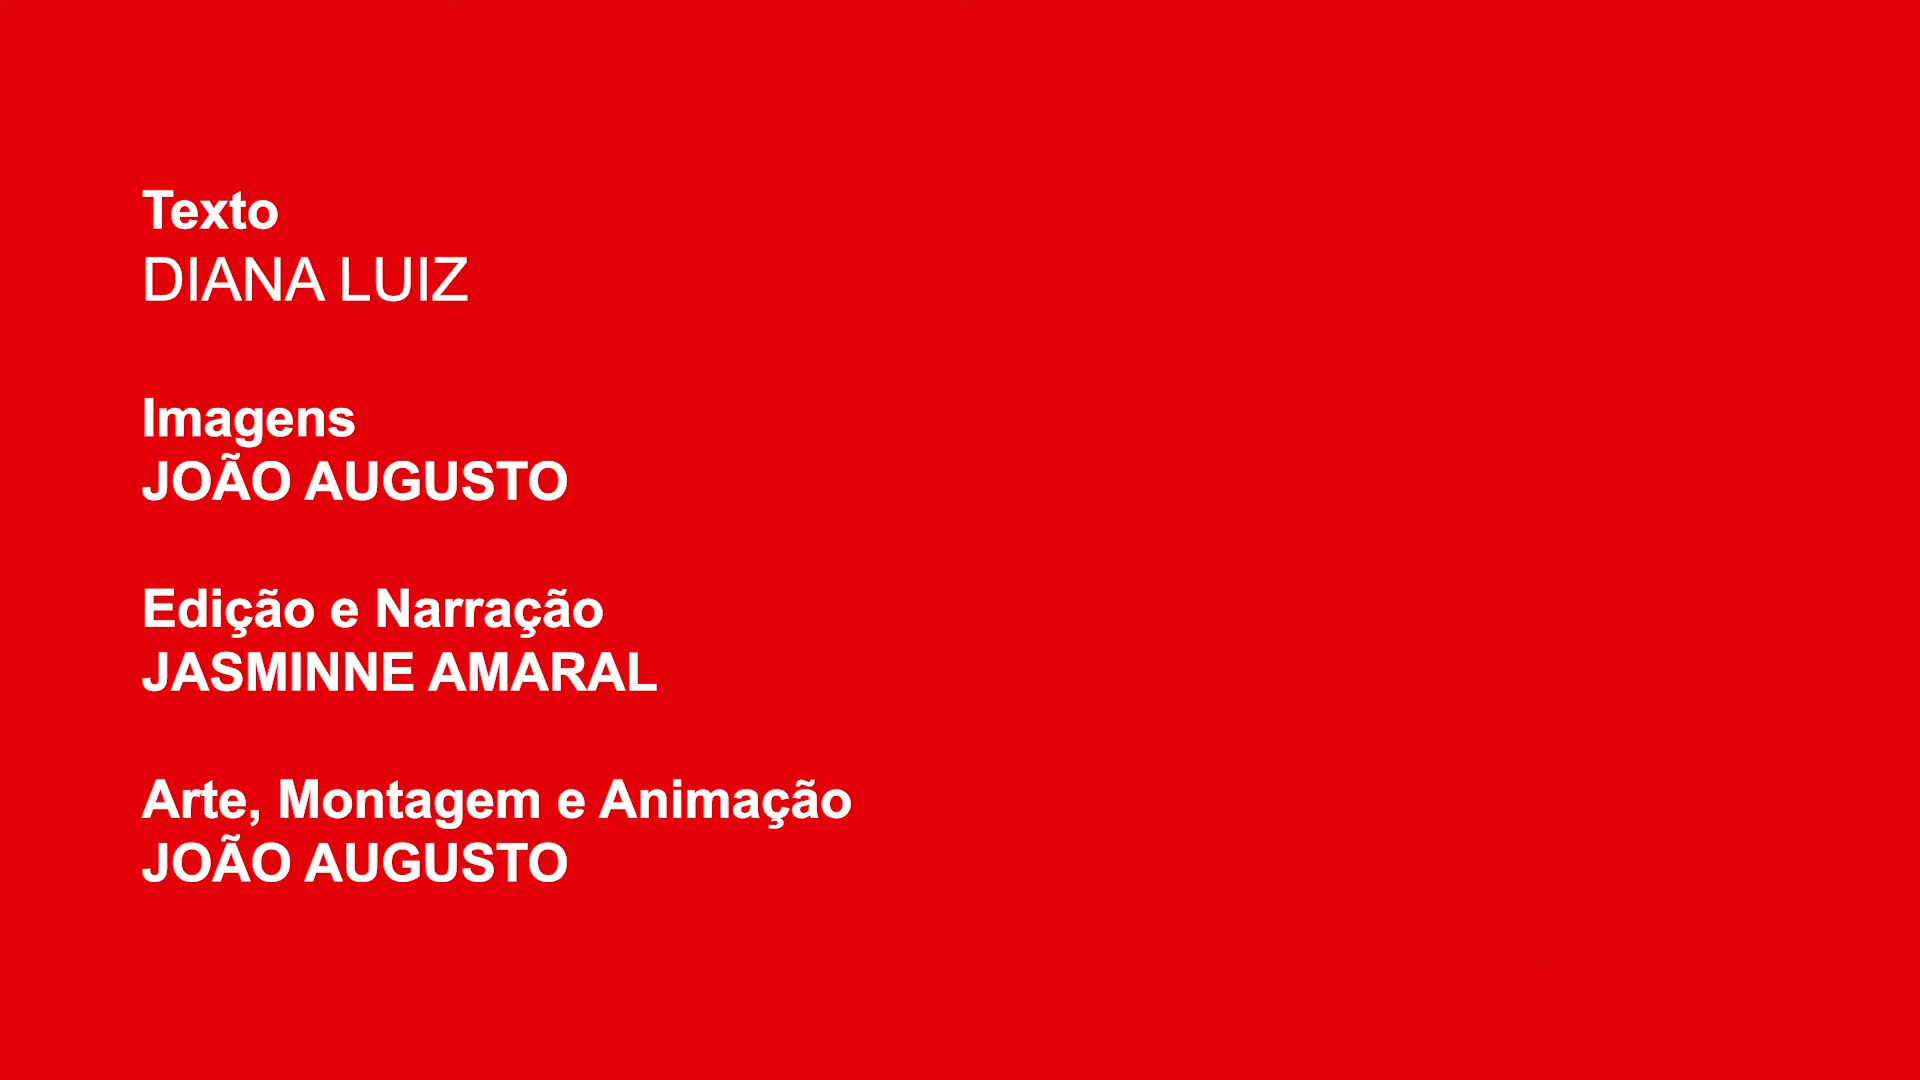 Texto
DIANA LUIZ
Imagens
JOÃO AUGUSTO
Edição e Narração
JASMINNE AMARAL
Arte, Montagem e Animação
JOÃO AUGUSTO